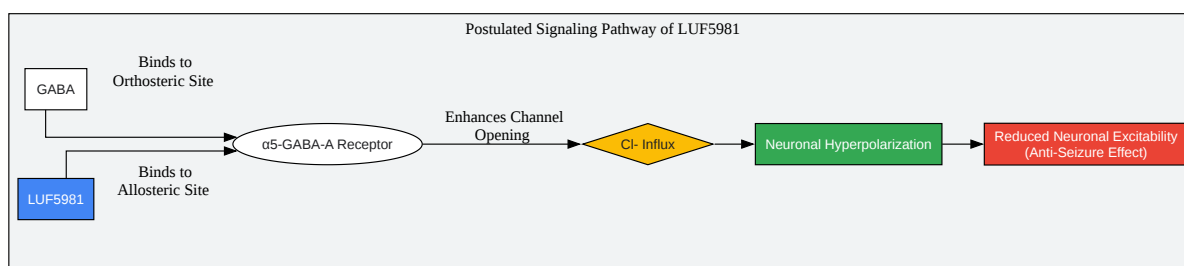 Postulated Signaling Pathway of LUF5981
Binds to
Orthosteric Site
GABA
α5-GABA-A Receptor
Enhances Channel
Opening
Cl- Influx
Neuronal Hyperpolarization
Reduced Neuronal Excitability
(Anti-Seizure Effect)
Binds to
Allosteric Site
LUF5981